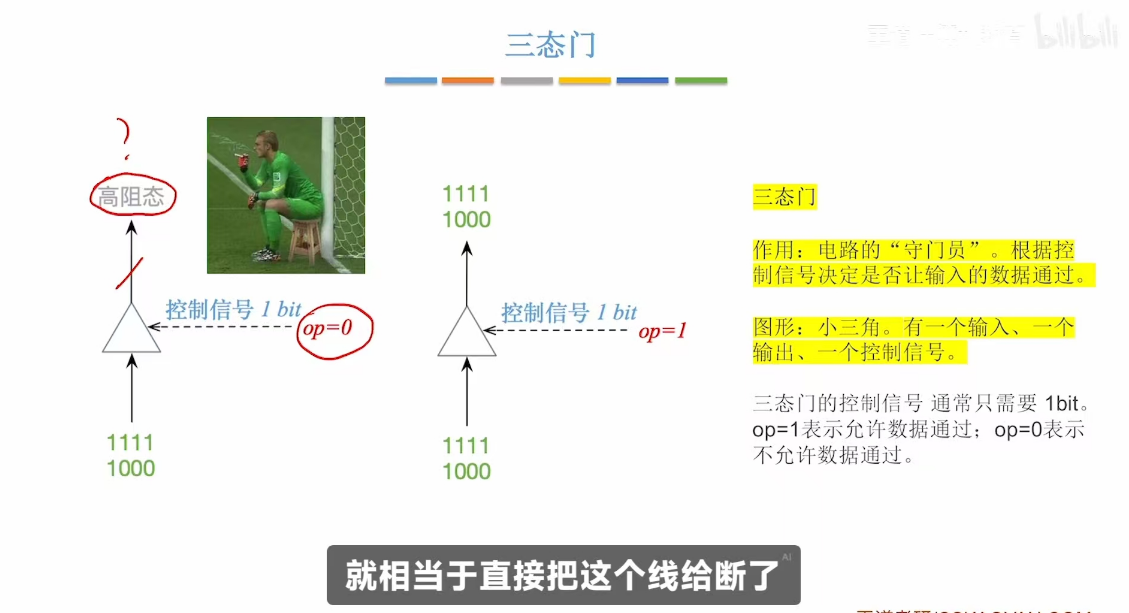 三态门
bilibili
?
高阻态
控制信号 1 bit
op=0
1111
1000
1111
1000
控制信号 1 bit
op=1
1111
1000
三态门
作用：电路的“守门员”。根据控
制信号决定是否让输入的数据通过。
图形：小三角。有一个输入、一个
输出、一个控制信号。
三态门的控制信号 通常只需要 1bit。
op=1表示允许数据通过；op=0表示
不允许数据通过。
AI
就相当于直接把这个线给断了